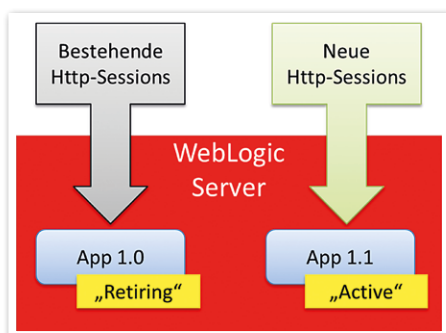 Bestehende
Http-Sessions
Neue
Http-Sessions
WebLogic
Server
App 1.0
„Retiring“
App 1.1
„Active“